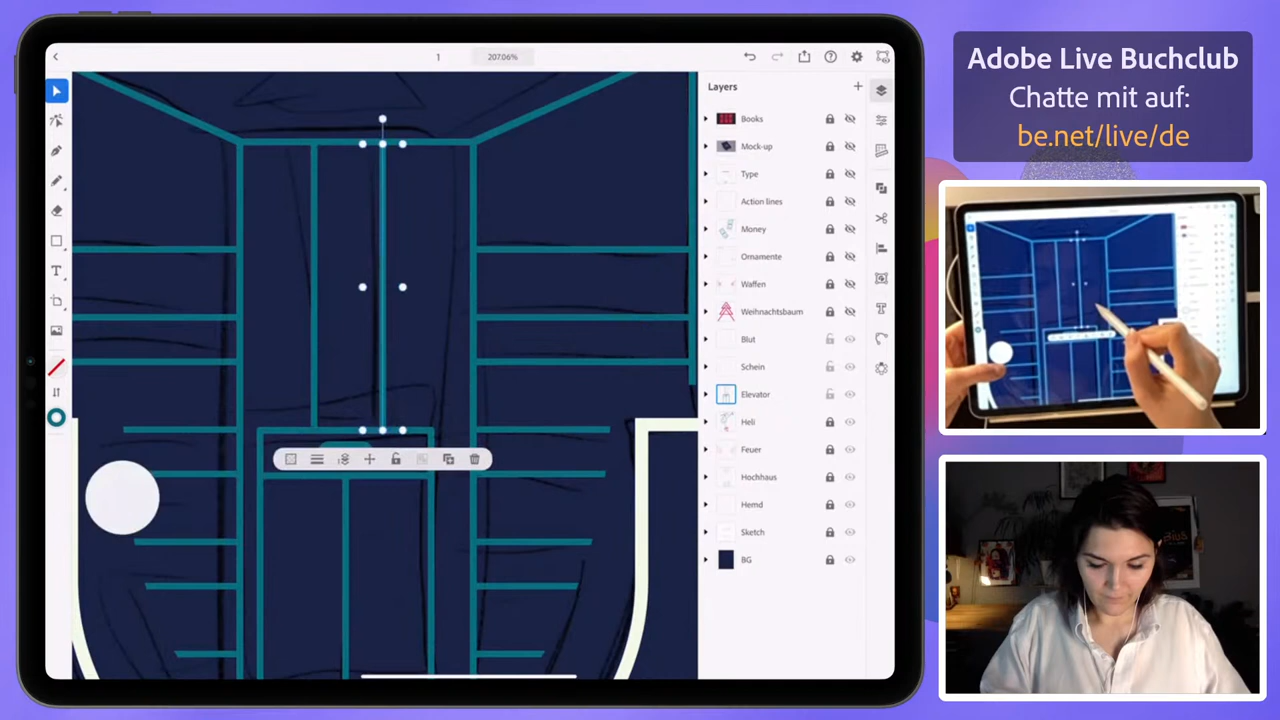 1
207.06%
Layers
Books
Mock-up
Type
Action lines
Money
Ornamente
Waffen
Weihnachtsbaum
Blut
Schein
Elevator
Heli
Feuer
Hochhaus
Hemd
Sketch
BG
Adobe Live Buchclub
Chatte mit auf:
be.net/live/de